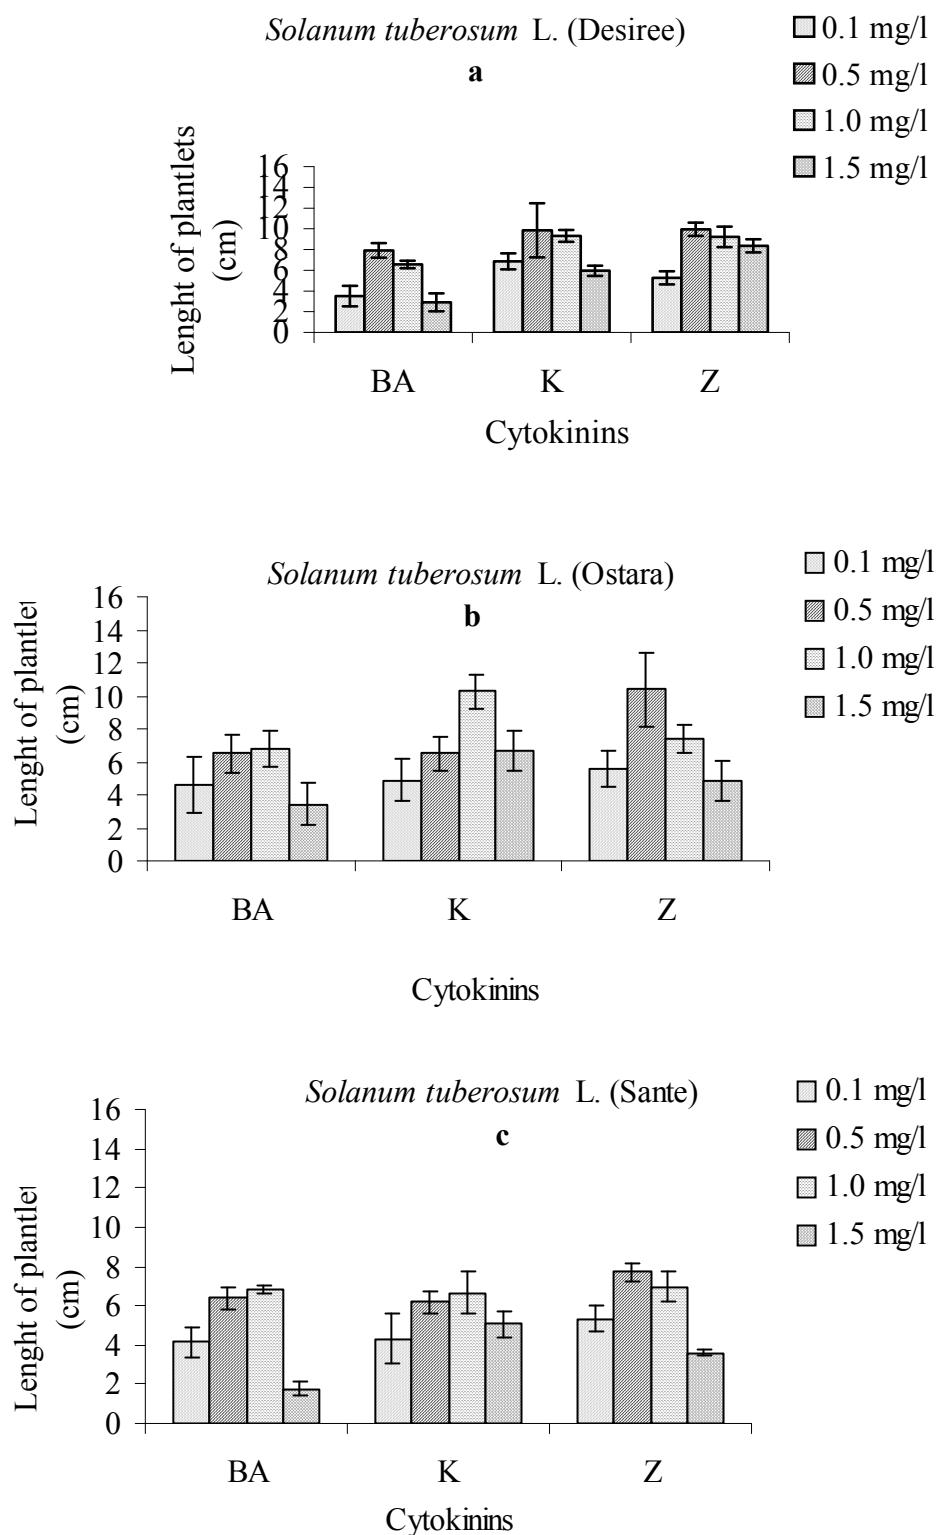 Solanum tuberosum L. (Desiree)
a
0.1 mg/l
0.5 mg/l
1.0 mg/l
1.5 mg/l
Lenght of plantlets
(cm)
16
14
12
10
8
6
4
2
0
BA K Z
Cytokinins
Solanum tuberosum L. (Ostara)
b
0.1 mg/l
0.5 mg/l
1.0 mg/l
1.5 mg/l
Lenght of plantlet
(cm)
16
14
12
10
8
6
4
2
0
BA K Z
Cytokinins
Solanum tuberosum L. (Sante)
c
0.1 mg/l
0.5 mg/l
1.0 mg/l
1.5 mg/l
Lenght of plantlet
(cm)
16
14
12
10
8
6
4
2
0
BA K Z
Cytokinins